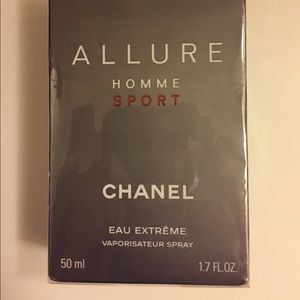 ALLURE
HOMME
SPORT
CHANEL
EAU EXTRÊME
VAPORISATEUR SPRAY
50 ml 1.7 FL.OZ.